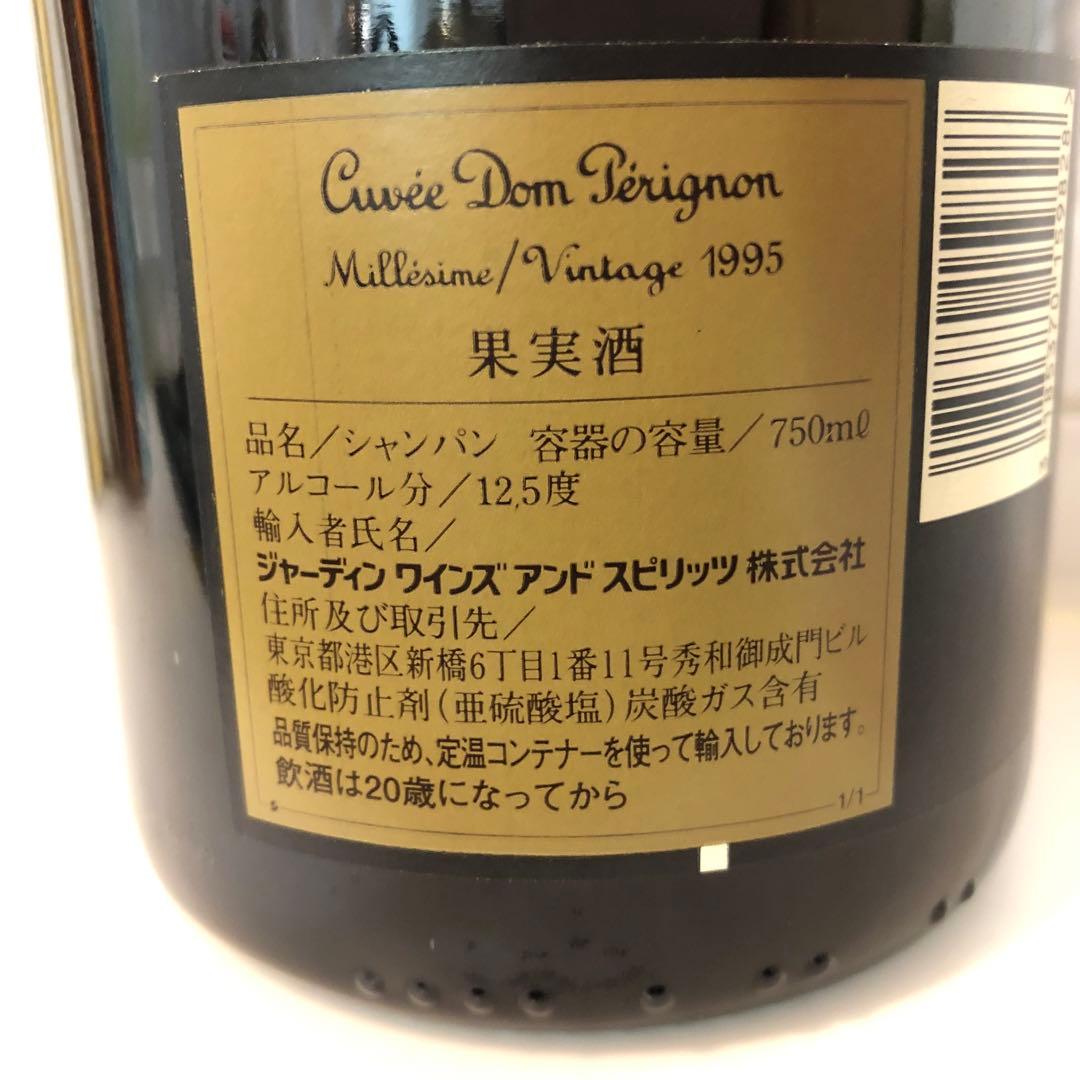 Cuvée Dom Pérignon
Millésime/Vintage 1995
果実酒
品名/シャンパン 容器の容量/750mℓ
アルコール分/12,5度
輸入者氏名/
ジャーディン ワインズ アンド スピリッツ 株式会社
住所及び取引先/
東京都港区新橋6丁目1番11号秀和御成門ビル
酸化防止剤(亜硫酸塩)炭酸ガス含有
品質保持のため、定温コンテナーを使って輸入しております。
飲酒は20歳になってから
1/1